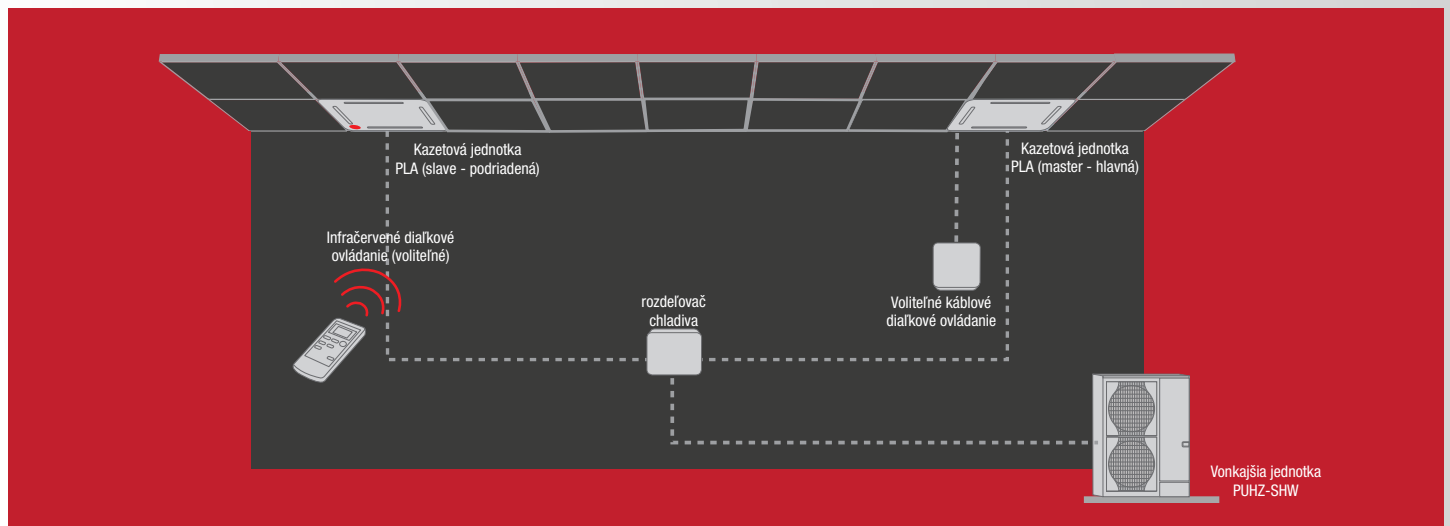 Kazetová jednotka
PLA (slave - podriadená)
Kazetová jednotka
PLA (master - hlavná)
Infračervené diaľkové
ovládanie (voliteľné)
rozdeľovač
chladiva
Voliteľné káblové
diaľkové ovládanie
Vonkajšia jednotka
PUHZ-SHW